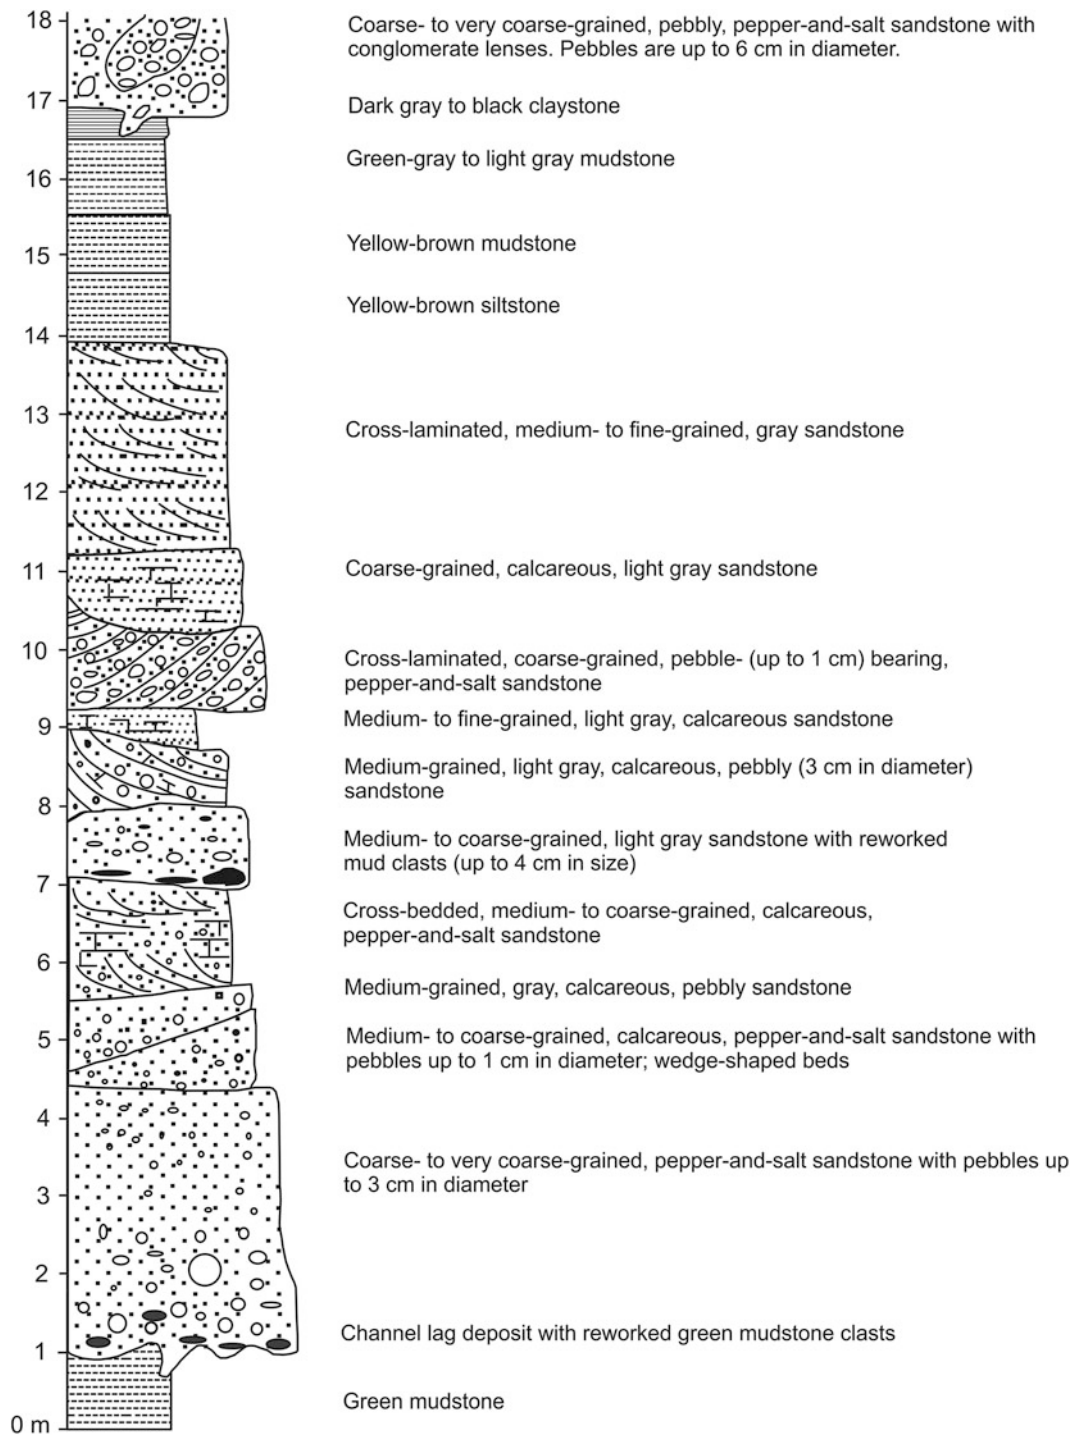 18
Coarse- to very coarse-grained, pebbly, pepper-and-salt sandstone with
conglomerate lenses. Pebbles are up to 6 cm in diameter.
17
Dark gray to black claystone
Green-gray to light gray mudstone
16
Yellow-brown mudstone
15
Yellow-brown siltstone
14
13
Cross-laminated, medium- to fine-grained, gray sandstone
12
11
Coarse-grained, calcareous, light gray sandstone
10
Cross-laminated, coarse-grained, pebble- (up to 1 cm) bearing,
pepper-and-salt sandstone
9
Medium- to fine-grained, light gray, calcareous sandstone
Medium-grained, light gray, calcareous, pebbly (3 cm in diameter)
sandstone
8
Medium- to coarse-grained, light gray sandstone with reworked
mud clasts (up to 4 cm in size)
7
Cross-bedded, medium- to coarse-grained, calcareous,
pepper-and-salt sandstone
6
Medium-grained, gray, calcareous, pebbly sandstone
5
Medium- to coarse-grained, calcareous, pepper-and-salt sandstone with
pebbles up to 1 cm in diameter; wedge-shaped beds
4
Coarse- to very coarse-grained, pepper-and-salt sandstone with pebbles up
to 3 cm in diameter
3
2
Channel lag deposit with reworked green mudstone clasts
1
Green mudstone
0 m